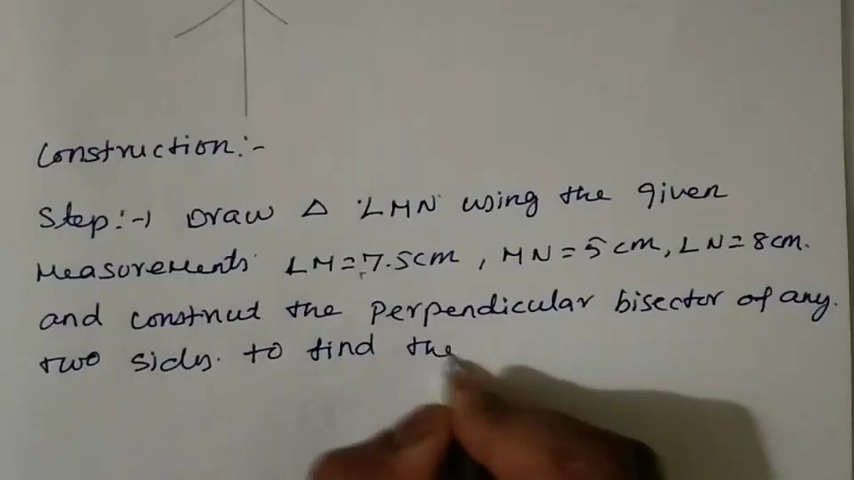 Construction:-
Step:-1 Draw △ LMN using the given
Measurements LM=7.5cm, MN=5cm, LN=8cm.
and construct the perpendicular bisector of any.
two sides. to find the